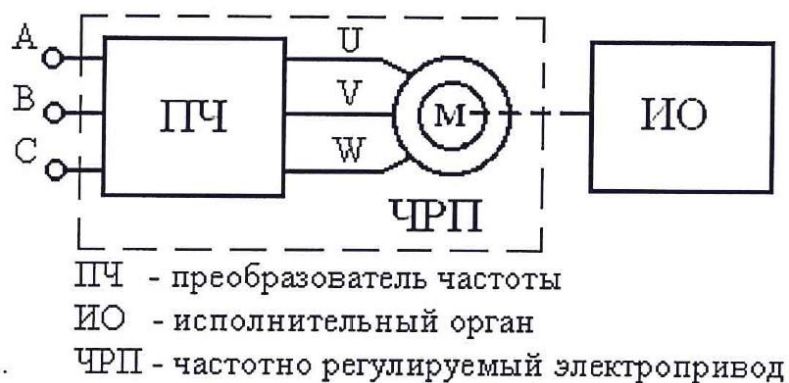 A U
B ПЧ V М ИО
C W
ЧРП
ПЧ - преобразователь частоты
ИО - исполнительный орган
. ЧРП - частотно регулируемый электропривод